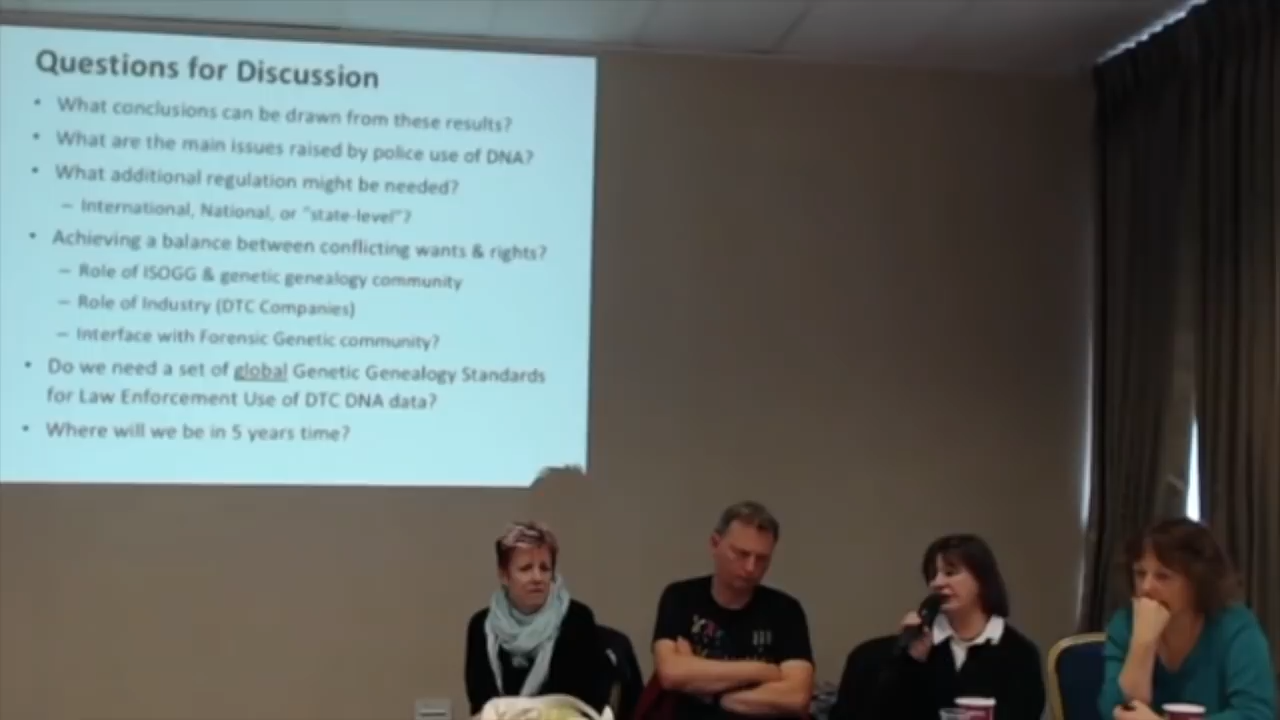 Questions for Discussion
• What conclusions can be drawn from these results?
• What are the main issues raised by police use of DNA?
• What additional regulation might be needed?
– International, National, or "state-level"?
• Achieving a balance between conflicting wants & rights?
– Role of ISOGG & genetic genealogy community
– Role of Industry (DTC Companies)
– Interface with Forensic Genetic community?
• Do we need a set of global Genetic Genealogy Standards
for Law Enforcement Use of DTC DNA data?
• Where will we be in 5 years time?